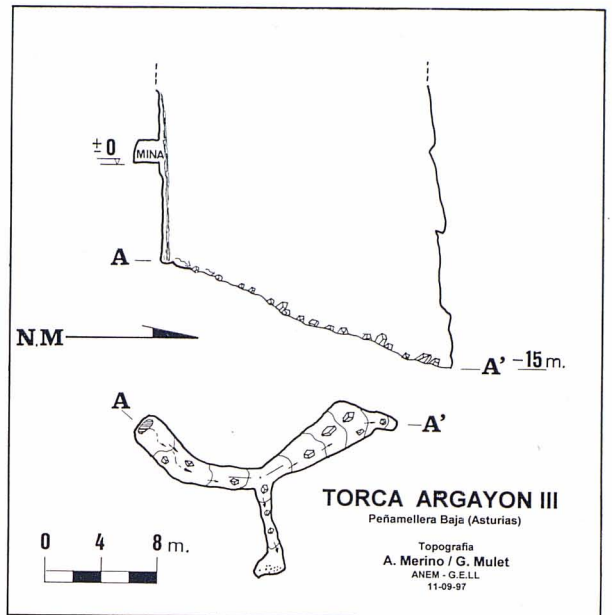 ±0
MINA
A
N.M
A' -15 m.
A
A'
TORCA ARGAYON III
Peñamellera Baja (Asturias)
Topografia
A. Merino / G. Mulet
ANEM - G.E.LL
11-09-97
0 4 8 m.